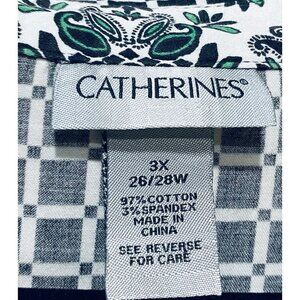 CATHERINES®
3X
26/28W
97% COTTON
3% SPANDEX
MADE IN
CHINA
SEE REVERSE
FOR CARE